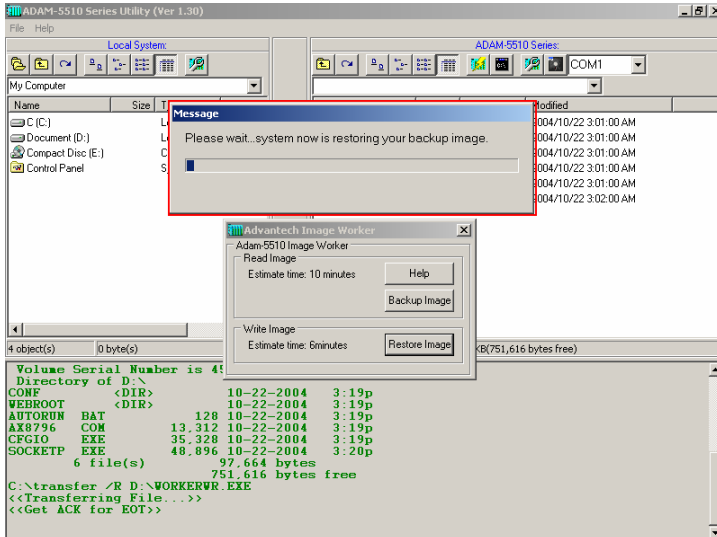 ADAM-5510 Series Utility (Ver 1.30)
File Help
Local System:
ADAM-5510 Series:
COM1
My Computer
Name Size
Modified
C (C:)
Document (D:)
Compact Disc (E:)
Control Panel
2004/10/22 3:01:00 AM
004/10/22 3:01:00 AM
004/10/22 3:01:00 AM
004/10/22 3:01:00 AM
004/10/22 3:01:00 AM
004/10/22 3:02:00 AM
Message
Please wait...system now is restoring your backup image.
Advantech Image Worker
Adam-5510 Image Worker
Read Image
Estimate time: 10 minutes
Help
Backup Image
Write Image
Estimate time: 6minutes
Restore Image
4 object(s) 0 byte(s)
KB(751,616 bytes free)
Volume Serial Number is 45
Directory of D:\
CONF <DIR> 10-22-2004 3:19p
WEBROOT <DIR> 10-22-2004 3:19p
AUTORUN BAT 128 10-22-2004 3:19p
AX8796 COM 13,312 10-22-2004 3:19p
CFGIO EXE 35,328 10-22-2004 3:19p
SOCKETP EXE 48,896 10-22-2004 3:20p
6 file(s) 97,664 bytes
751,616 bytes free
C:\transfer /R D:\WORKERWR.EXE
<<Transferring File...>>
<<Get ACK for EOT>>